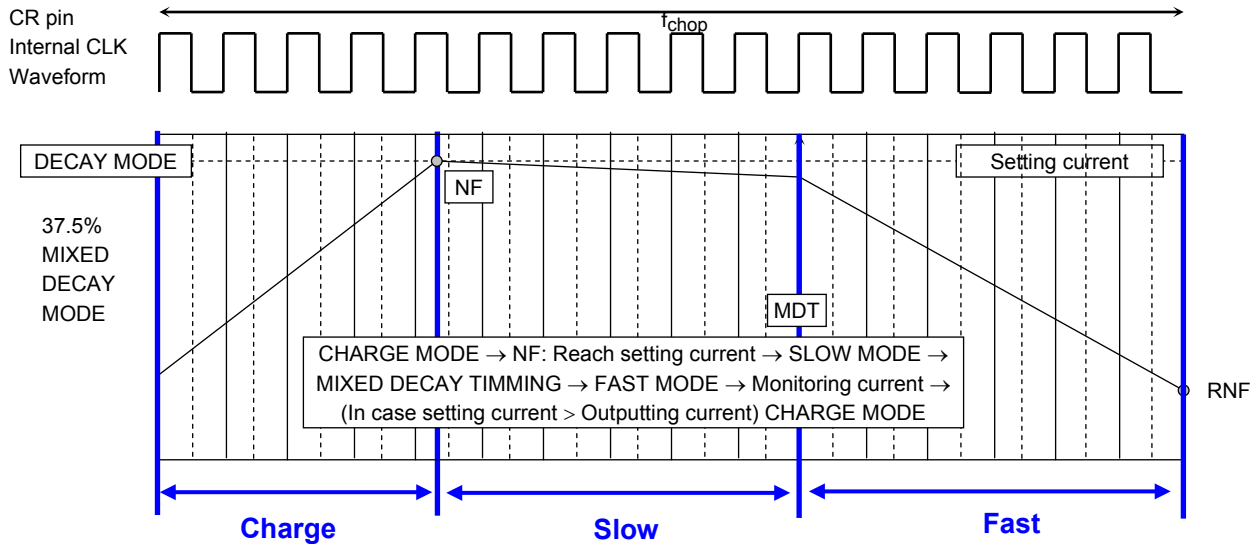 CR pin
Internal CLK
Waveform
fchop
DECAY MODE
Setting current
NF
37.5%
MIXED
DECAY
MODE
MDT
CHARGE MODE → NF: Reach setting current → SLOW MODE →
MIXED DECAY TIMMING → FAST MODE → Monitoring current →
(In case setting current > Outputting current) CHARGE MODE
RNF
Charge
Slow
Fast